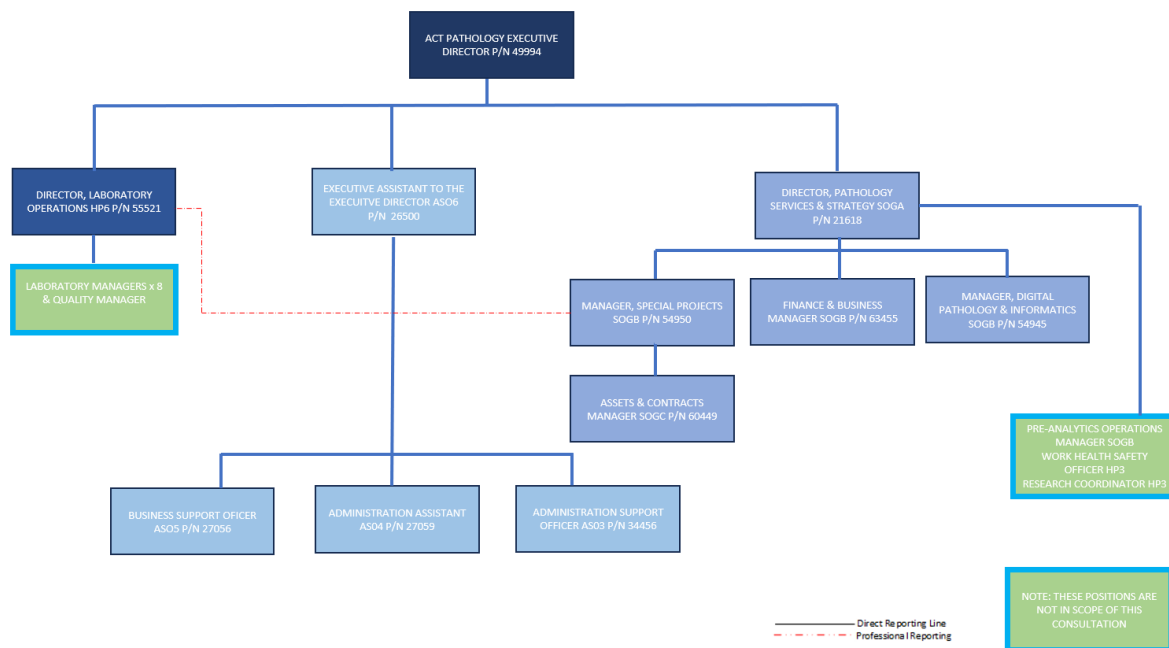 ACT PATHOLOGY EXECUTIVE
DIRECTOR P/N 49994
DIRECTOR, LABORATORY
OPERATIONS HP6 P/N 55521
EXECUTIVE ASSISTANT TO THE
EXECUITVE DIRECTOR ASO6
P/N 26500
DIRECTOR, PATHOLOGY
SERVICES & STRATEGY SOGA
P/N 21618
LABORATORY MANAGERS x 8
& QUALITY MANAGER
MANAGER, SPECIAL PROJECTS
SOGB P/N 54950
FINANCE & BUSINESS
MANAGER SOGB P/N 63455
MANAGER, DIGITAL
PATHOLOGY & INFORMATICS
SOGB P/N 54945
ASSETS & CONTRACTS
MANAGER SOGC P/N 60449
PRE-ANALYTICS OPERATIONS
MANAGER SOGB
WORK HEALTH SAFETY
OFFICER HP3
RESEARCH COORDINATOR HP3
BUSINESS SUPPORT OFICER
ASO5 P/N 27056
ADMINISTRATION ASSISTANT
AS04 P/N 27059
ADMINISTRATION SUPPORT
OFFICER AS03 P/N 34456
NOTE: THESE POSITIONS ARE
NOT IN SCOPE OF THIS
CONSULTATION
Direct Reporting Line
Professional Reporting